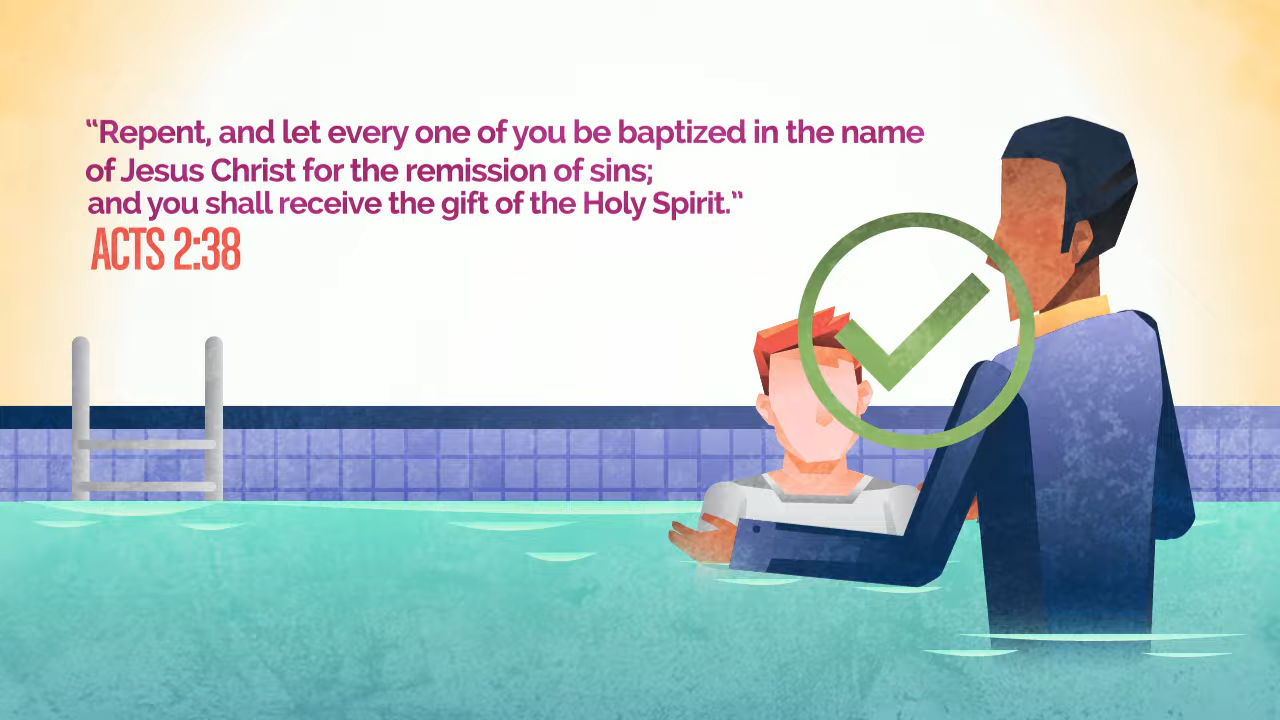 “Repent, and let every one of you be baptized in the name
of Jesus Christ for the remission of sins;
and you shall receive the gift of the Holy Spirit.”
ACTS 2:38